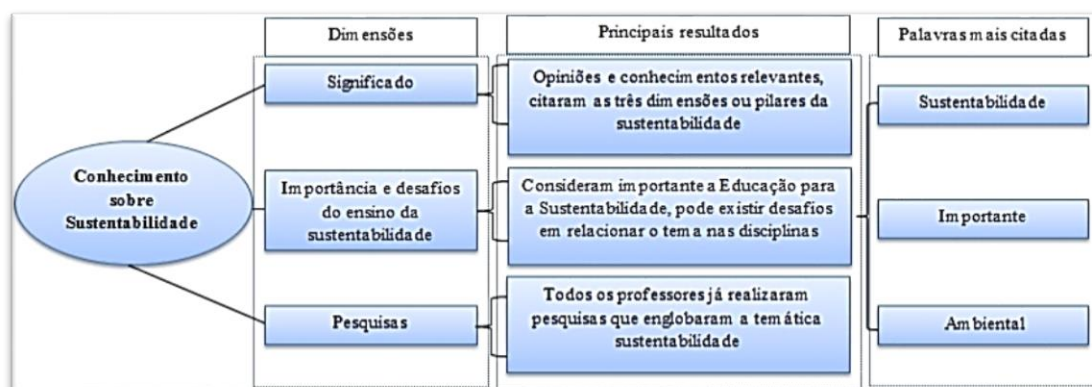 Dimensões
Principais resultados
Palavras mais citadas
Conhecimento
sobre
Sustentabilidade
Significado
Opiniões e conhecimentos relevantes,
citaram as três dimensões ou pilares da
sustentabilidade
Sustentabilidade
Importância e desafios
do ensino da
sustentabilidade
Consideram importante a Educação para
a Sustentabilidade, pode existir desafios
em relacionar o tema nas disciplinas
Importante
Pesquisas
Todos os professores já realizaram
pesquisas que englobaram a temática
sustentabilidade
Ambiental